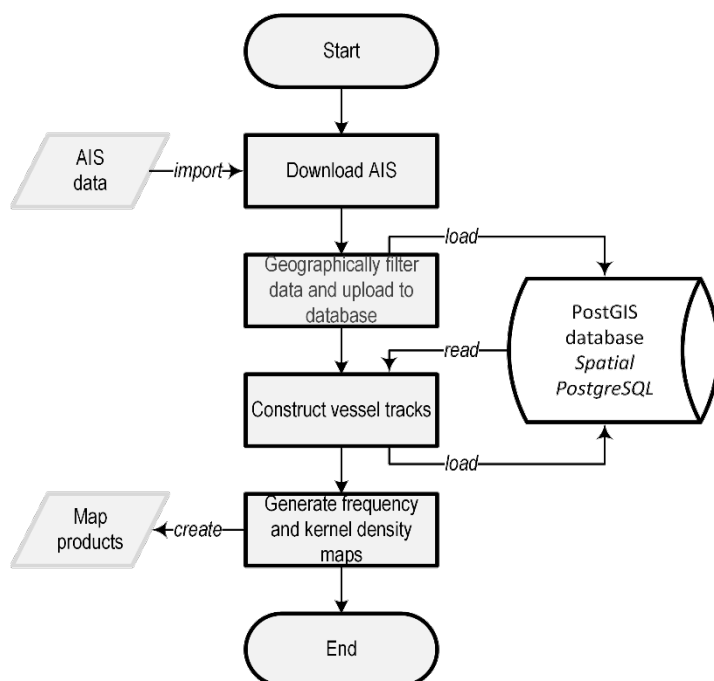 Start
AIS
data
import
Download AIS
load
Geographically filter
data and upload to
database
PostGIS
database
Spatial
PostgreSQL
read
Construct vessel tracks
load
Generate frequency
and kernel density
maps
Map
products
create
End